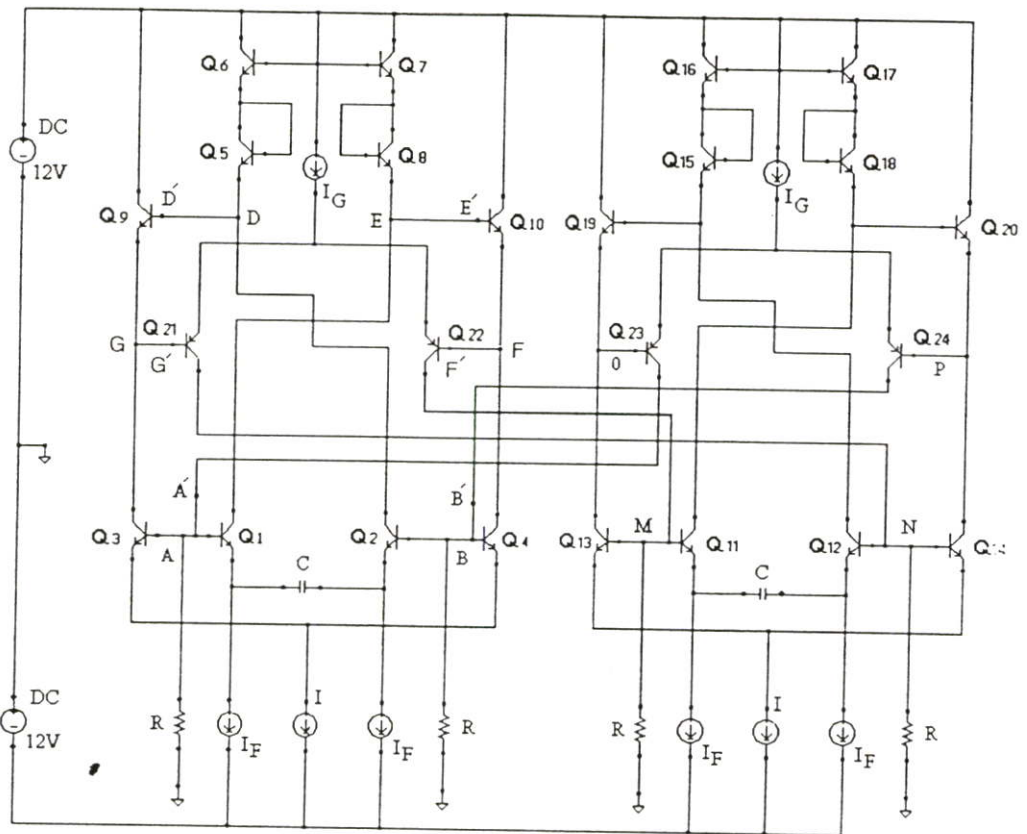 Q6
Q7
Q16
Q17
DC
12V
Q5
Q8
Q15
Q18
IG
IG
Q9
D′
D
E
E′
Q10
Q19
Q20
Q21
Q22
Q23
Q24
G
G′
F′
F
0
P
A′
B′
Q3
A
Q1
Q2
B
Q4
Q13
M
Q11
Q12
N
C
C
DC
12V
R
IF
I
IF
R
R
IF
I
IF
R